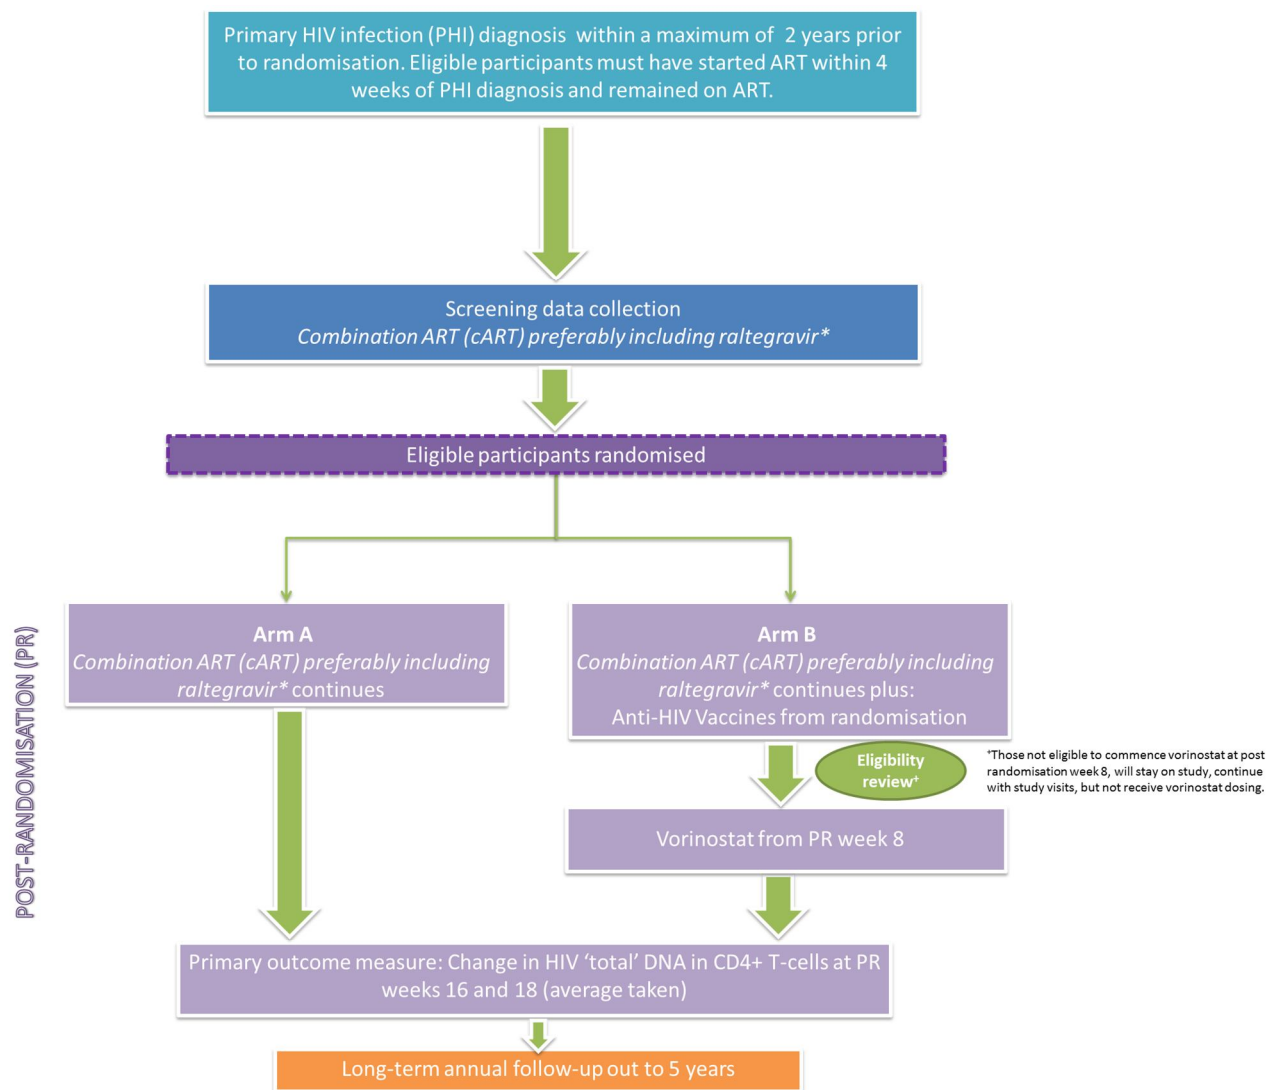 Primary HIV infection (PHI) diagnosis  within a maximum of  2 years prior
to randomisation. Eligible participants must have started ART within 4
weeks of PHI diagnosis and remained on ART.
Screening data collection
Combination ART (cART) preferably including raltegravir*
Eligible participants randomised
POST-RANDOMISATION (PR)
Arm A
Combination ART (cART) preferably including
raltegravir* continues
Arm B
Combination ART (cART) preferably including
raltegravir* continues plus:
Anti-HIV Vaccines from randomisation
Eligibility
review⁺
⁺Those not eligible to commence vorinostat at post
randomisation week 8, will stay on study, continue
with study visits, but not receive vorinostat dosing.
Vorinostat from PR week 8
Primary outcome measure: Change in HIV ‘total’ DNA in CD4+ T-cells at PR
weeks 16 and 18 (average taken)
Long-term annual follow-up out to 5 years